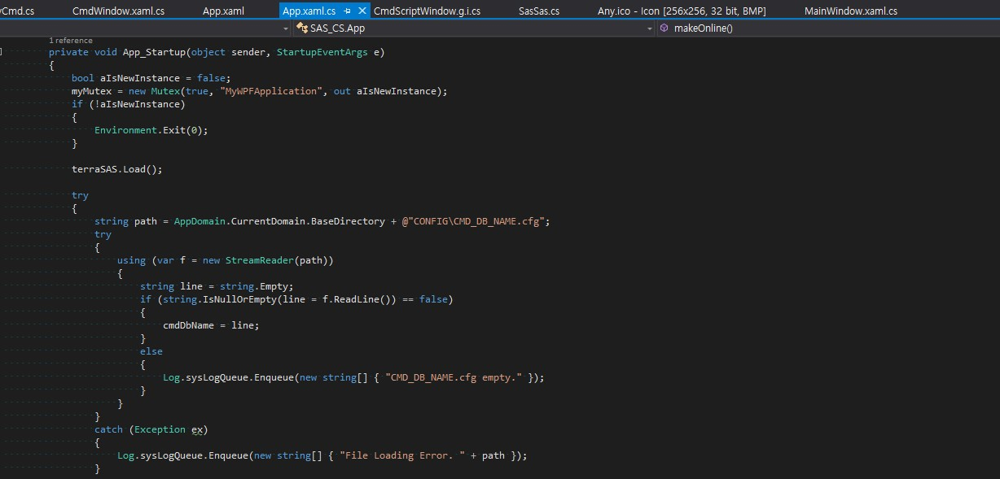 yCmd.cs CmdWindow.xaml.cs App.xaml App.xaml.cs CmdScriptWindow.g.i.cs SasSas.cs Any.ico - Icon [256x256, 32 bit, BMP] MainWindow.xaml.cs
SAS_CS.App makeOnline()
1 reference
private void App_Startup(object sender, StartupEventArgs e)
{
bool aIsNewInstance = false;
myMutex = new Mutex(true, "MyWPFApplication", out aIsNewInstance);
if (!aIsNewInstance)
{
Environment.Exit(0);
}
terraSAS.Load();
try
{
string path = AppDomain.CurrentDomain.BaseDirectory + @"CONFIG\CMD_DB_NAME.cfg";
try
{
using (var f = new StreamReader(path))
{
string line = string.Empty;
if (string.IsNullOrEmpty(line = f.ReadLine()) == false)
{
cmdDbName = line;
}
else
{
Log.sysLogQueue.Enqueue(new string[] { "CMD_DB_NAME.cfg empty." });
}
}
}
catch (Exception ex)
{
Log.sysLogQueue.Enqueue(new string[] { "File Loading Error. " + path });
}